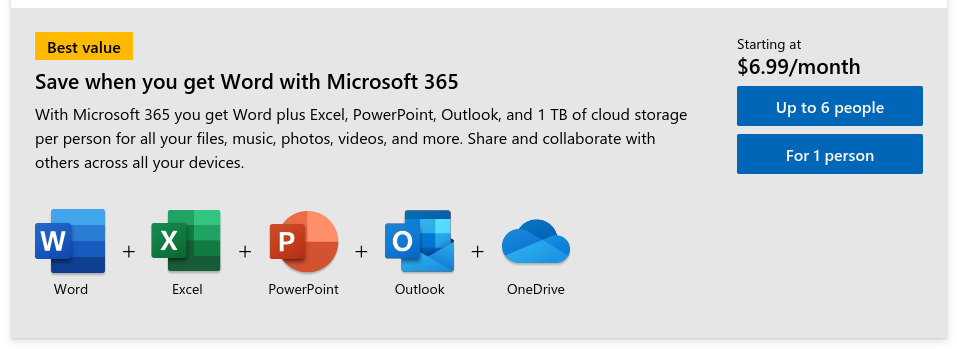 Best value
Save when you get Word with Microsoft 365
With Microsoft 365 you get Word plus Excel, PowerPoint, Outlook, and 1 TB of cloud storage
per person for all your files, music, photos, videos, and more. Share and collaborate with
others across all your devices.
Starting at
$6.99/month
Up to 6 people
For 1 person
W + X + P + O +
Word Excel PowerPoint Outlook OneDrive